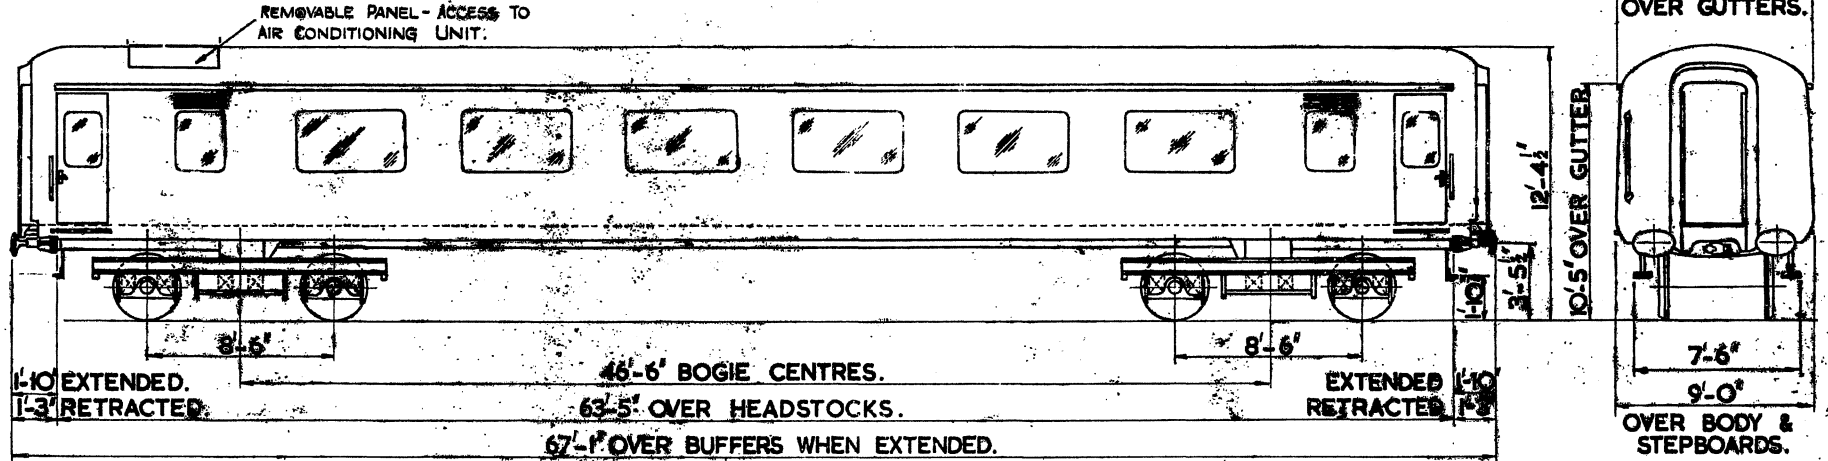 REMOVABLE PANEL - ACCESS TO
AIR CONDITIONING UNIT.
OVER GUTTERS.
12'-4½"
10'-5" OVER GUTTER.
3'-5½"
1'-10"
8'-6"
8'-6"
7'-6"
46'-6" BOGIE CENTRES.
1'-10" EXTENDED.
EXTENDED 1'-10"
9'-0"
1'-3" RETRACTED.
63'-5" OVER HEADSTOCKS.
RETRACTED 1'-3"
OVER BODY &
STEPBOARDS.
67'-1" OVER BUFFERS WHEN EXTENDED.